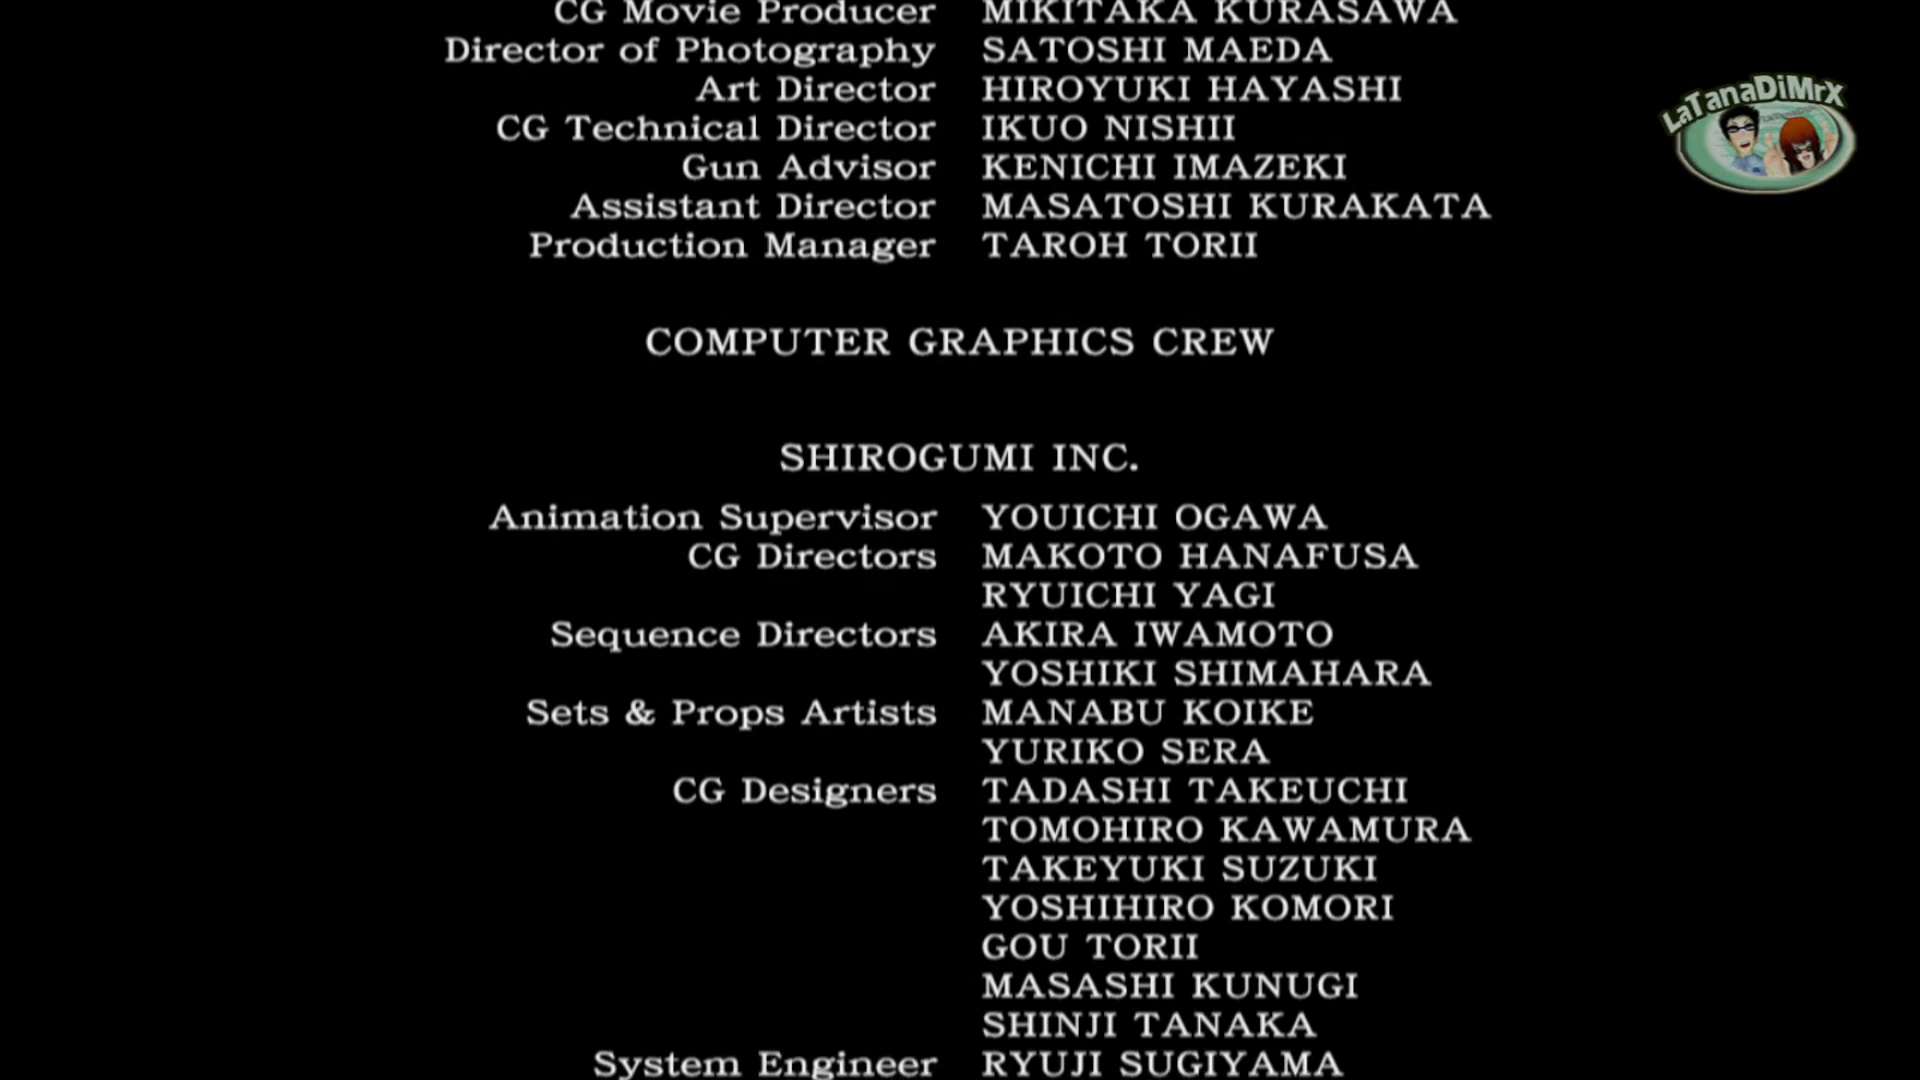 CG Movie Producer MIKITAKA KURASAWA
Director of Photography SATOSHI MAEDA
Art Director HIROYUKI HAYASHI
CG Technical Director IKUO NISHII
Gun Advisor KENICHI IMAZEKI
Assistant Director MASATOSHI KURAKATA
Production Manager TAROH TORII
LaTanaDiMrX
COMPUTER GRAPHICS CREW
SHIROGUMI INC.
Animation Supervisor YOUICHI OGAWA
CG Directors MAKOTO HANAFUSA
RYUICHI YAGI
Sequence Directors AKIRA IWAMOTO
YOSHIKI SHIMAHARA
Sets & Props Artists MANABU KOIKE
YURIKO SERA
CG Designers TADASHI TAKEUCHI
TOMOHIRO KAWAMURA
TAKEYUKI SUZUKI
YOSHIHIRO KOMORI
GOU TORII
MASASHI KUNUGI
SHINJI TANAKA
System Engineer RYUJI SUGIYAMA